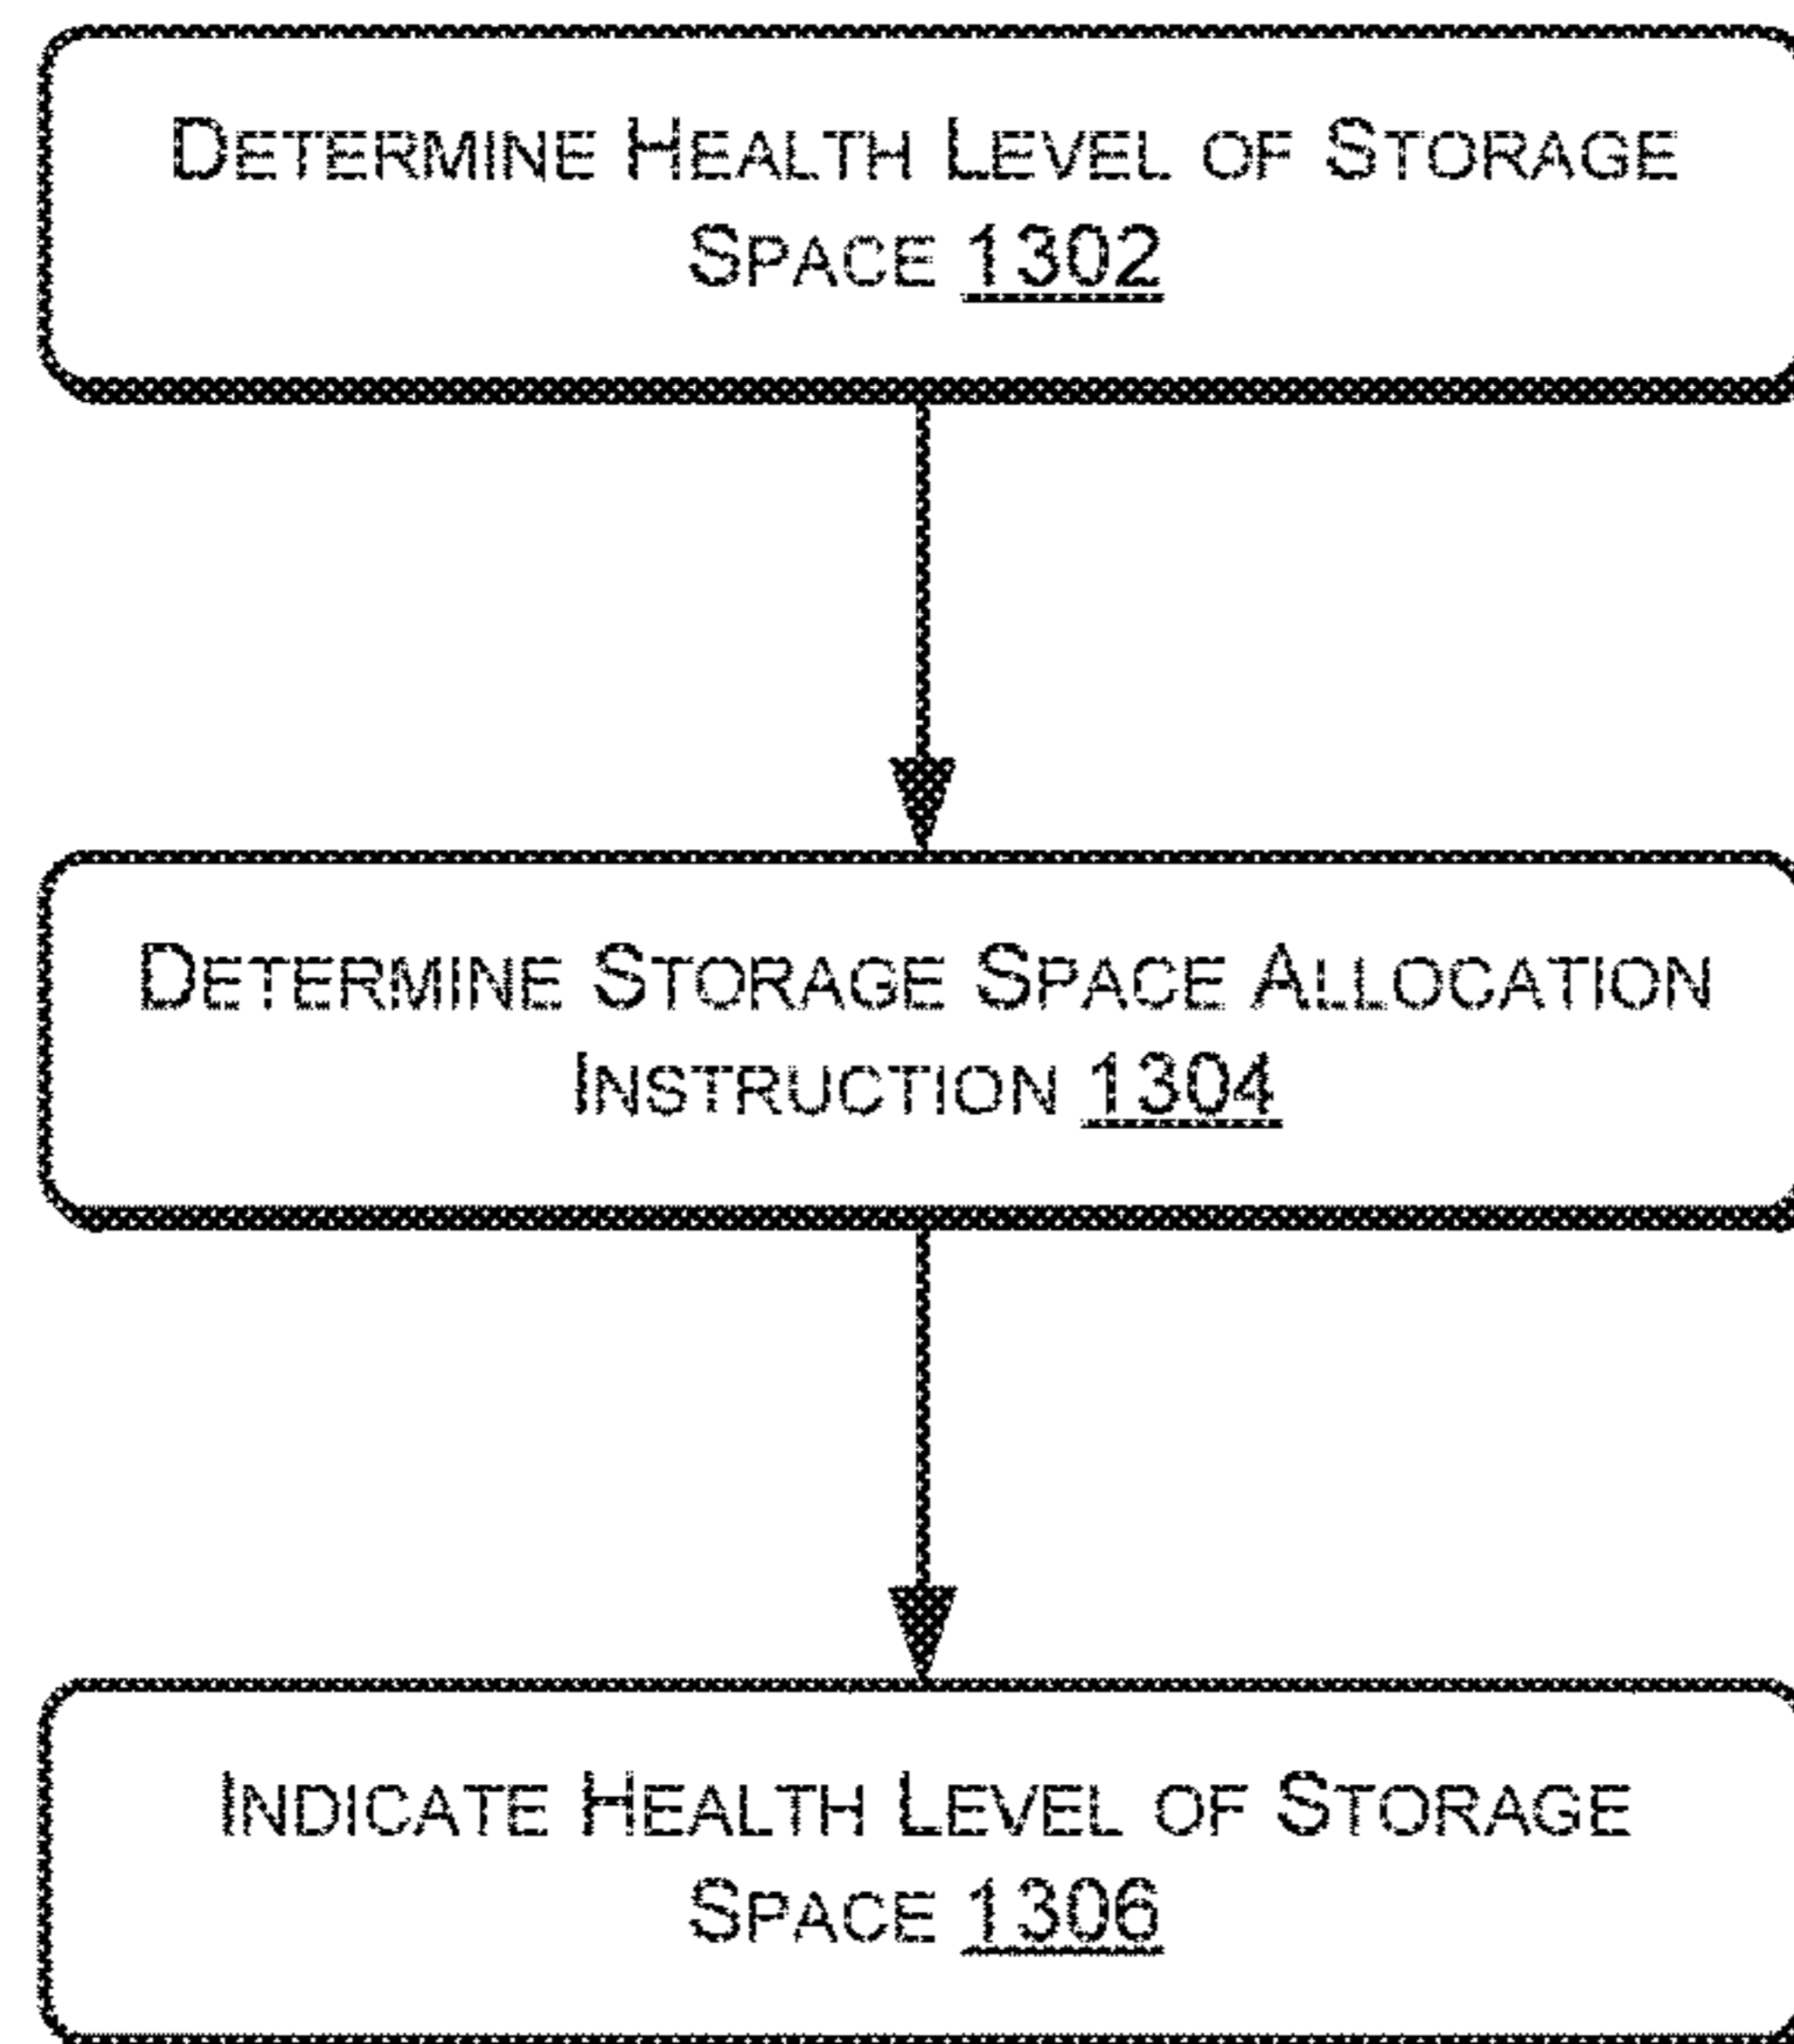 DETERMINE HEALTH LEVEL OF STORAGE
SPACE 1302
DETERMINE STORAGE SPACE ALLOCATION
INSTRUCTION 1304
INDICATE HEALTH LEVEL OF STORAGE
SPACE 1306